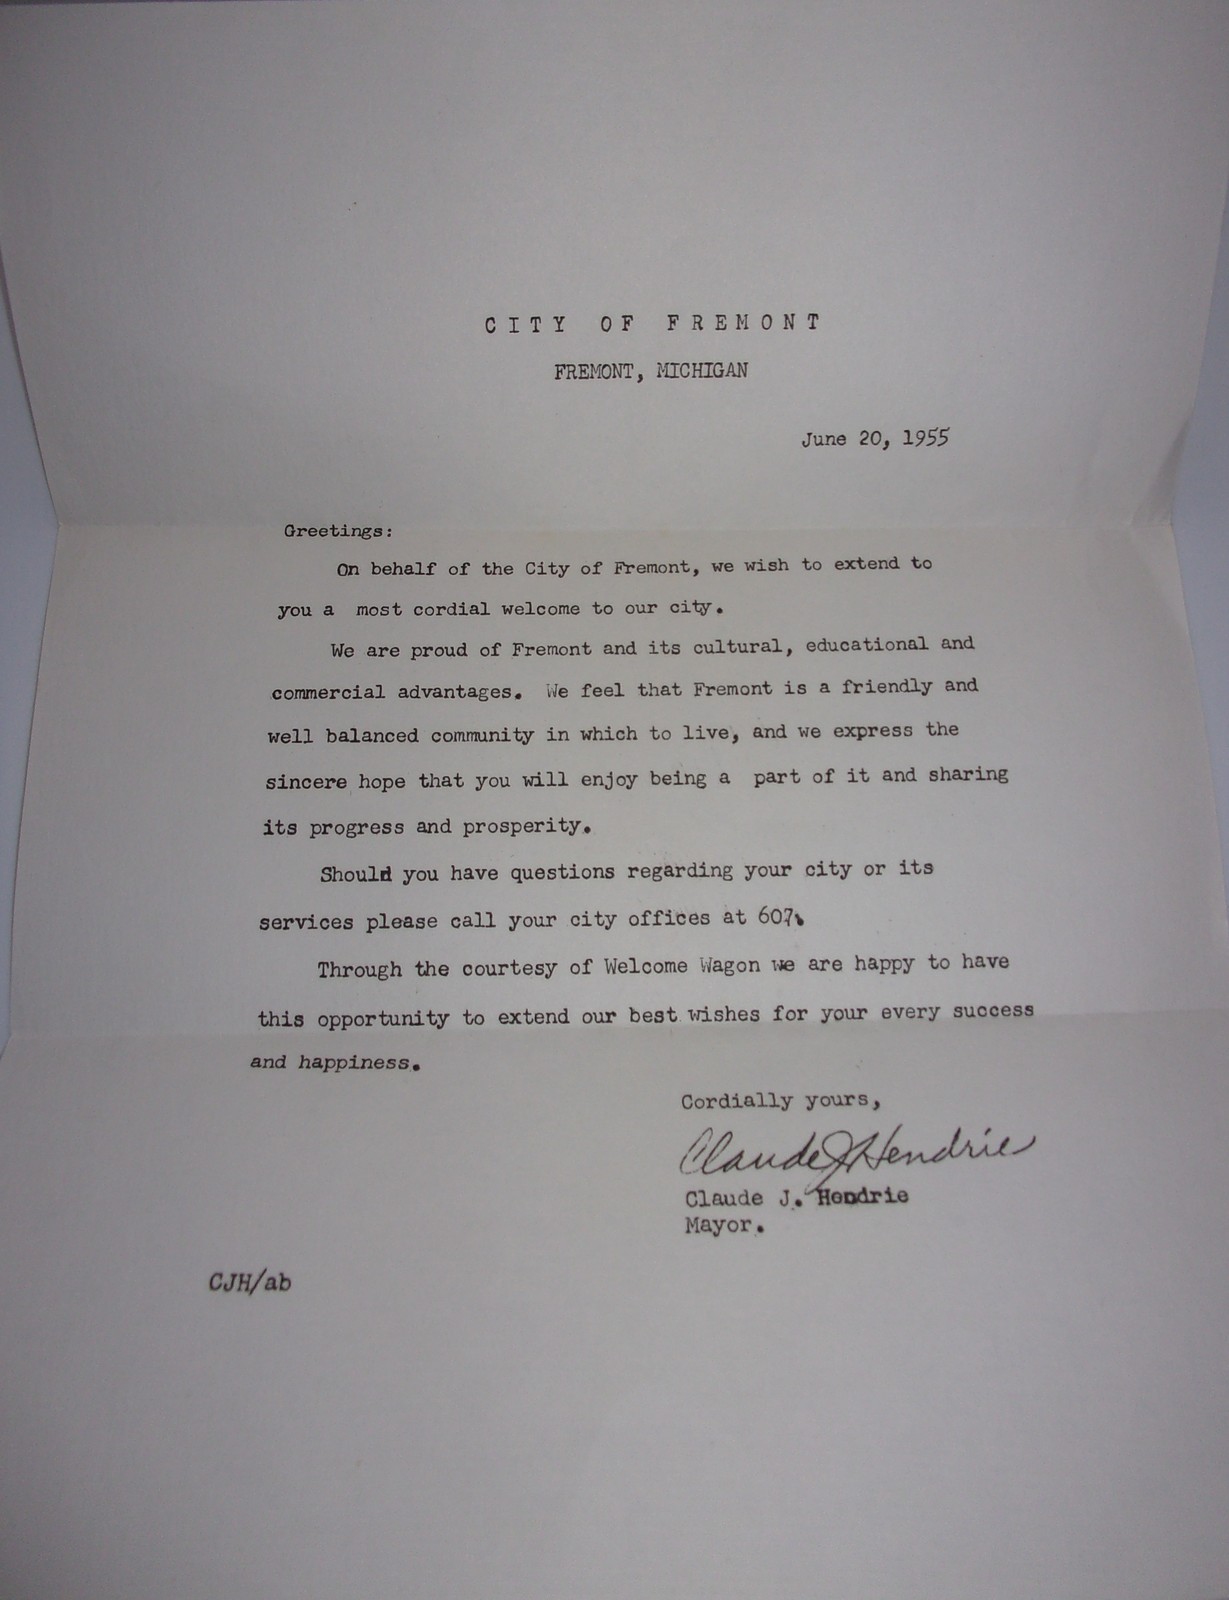 CITY OF FREMONT
FREMONT, MICHIGAN
June 20, 1955
Greetings:
On behalf of the City of Fremont, we wish to extend to
you a most cordial welcome to our city.
We are proud of Fremont and its cultural, educational and
commercial advantages. We feel that Fremont is a friendly and
well balanced community in which to live, and we express the
sincere hope that you will enjoy being a part of it and sharing
its progress and prosperity.
Should you have questions regarding your city or its
services please call your city offices at 607.
Through the courtesy of Welcome Wagon we are happy to have
this opportunity to extend our best wishes for your every success
and happiness.
Cordially yours,
Claude J Hendrie
Claude J. Hendrie
Mayor.
CJH/ab